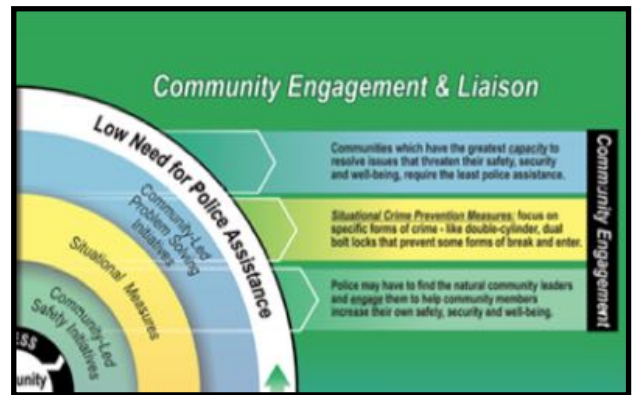 Community Engagement & Liaison
Low Need for Police Assistance
Communities which have the greatest capacity to
resolve issues that threaten their safety, security
and well-being, require the least police assistance.
Community-Led
Problem Solving
Initiatives
Situational Crime Prevention Measures: focus on
specific forms of crime - like double-cylinder, dual
bolt locks that prevent some forms of break and enter.
Situational Measures
Police may have to find the natural community leaders
and engage them to help community members
increase their own safety, security and well-being.
Community-Led
Safety Initiatives
Community Engagement
ESS
unity